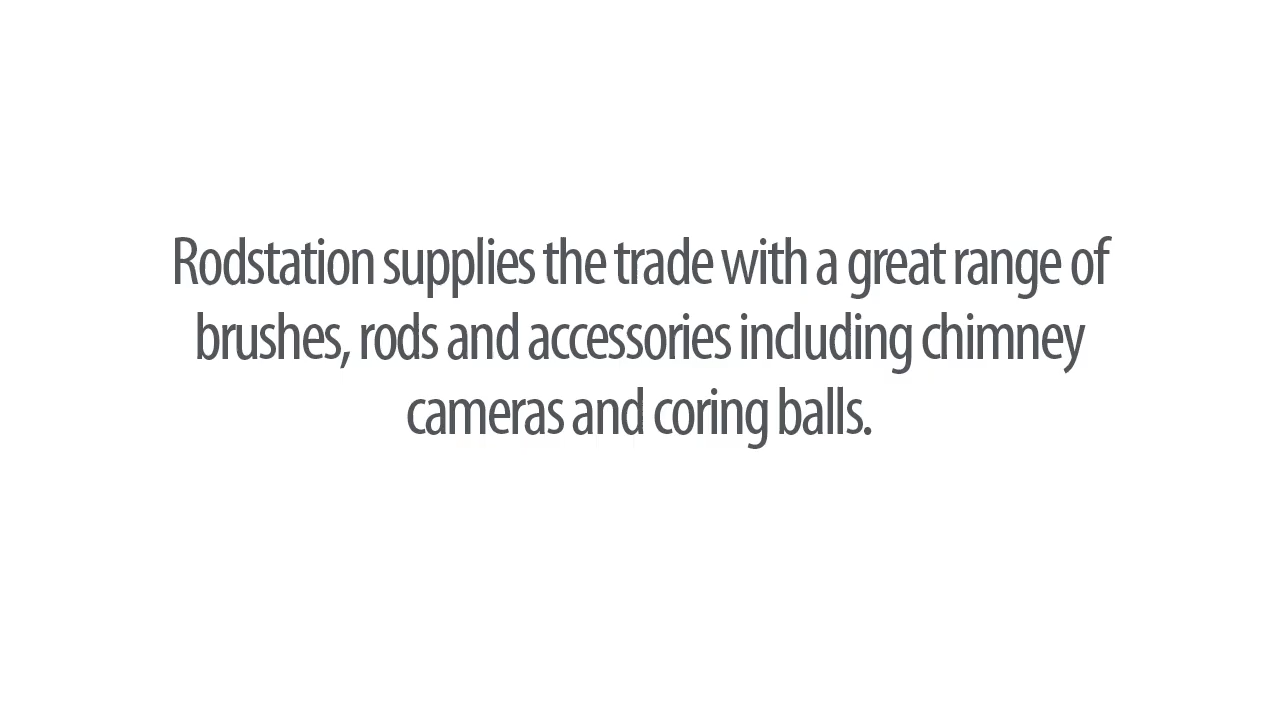 Rodstation supplies the trade with a great range of
brushes, rods and accessories including chimney
cameras and coring balls.